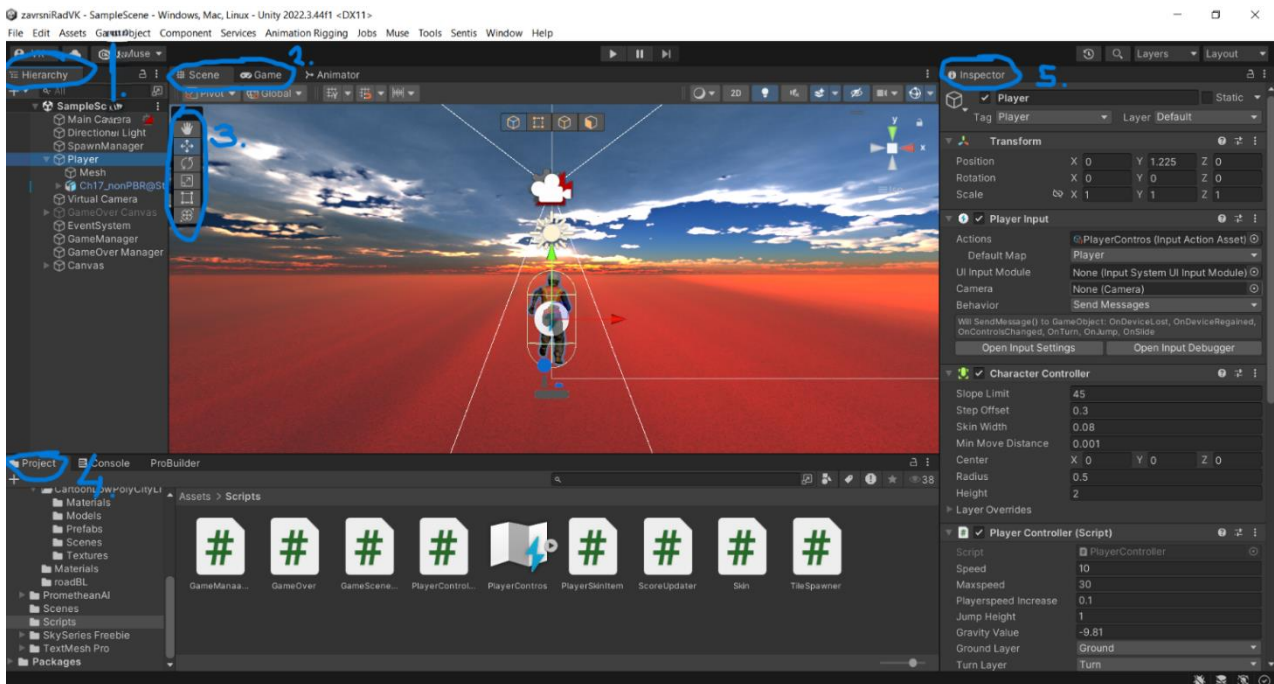 zavrsniRadVK - SampleScene - Windows, Mac, Linux - Unity 2022.3.44f1 <DX11>
File Edit Assets GameObject Component Services Animation Rigging Jobs Muse Tools Sentis Window Help
VK Muse Layers Layout
1.
2.
3.
4.
5.
Hierarchy
All
SampleScene
Main Camera
Directional Light
SpawnManager
Player
Mesh
Ch17_nonPBR@St
Virtual Camera
GameOver Canvas
EventSystem
GameManager
GameOver Manager
Canvas
Scene Game Animator
Pivot Global 2D
y
x
Iso
Inspector
Player Static
Tag Player Layer Default
Transform
Position X 0 Y 1.225 Z 0
Rotation X 0 Y 0 Z 0
Scale X 1 Y 1 Z 1
Player Input
Actions PlayerContros (Input Action Asset)
Default Map Player
UI Input Module None (Input System UI Input Module)
Camera None (Camera)
Behavior Send Messages
Will SendMessage() to GameObject: OnDeviceLost, OnDeviceRegained,
OnControlsChanged, OnTurn, OnJump, OnSlide
Open Input Settings Open Input Debugger
Character Controller
Slope Limit 45
Step Offset 0.3
Skin Width 0.08
Min Move Distance 0.001
Center X 0 Y 0 Z 0
Radius 0.5
Height 2
Layer Overrides
Player Controller (Script)
Script PlayerController
Speed 10
Maxspeed 30
Playerspeed Increase 0.1
Jump Height 1
Gravity Value -9.81
Ground Layer Ground
Turn Layer Turn
Project Console ProBuilder
38
CartoonLowPolyCityLi
Materials
Models
Prefabs
Scenes
Textures
Materials
roadBL
PrometheanAI
Scenes
Scripts
SkySeries Freebie
TextMesh Pro
Packages
Assets > Scripts
# # # # # # # #
GameManaa... GameOver GameScene... PlayerControl... PlayerContros PlayerSkinItem ScoreUpdater Skin TileSpawner